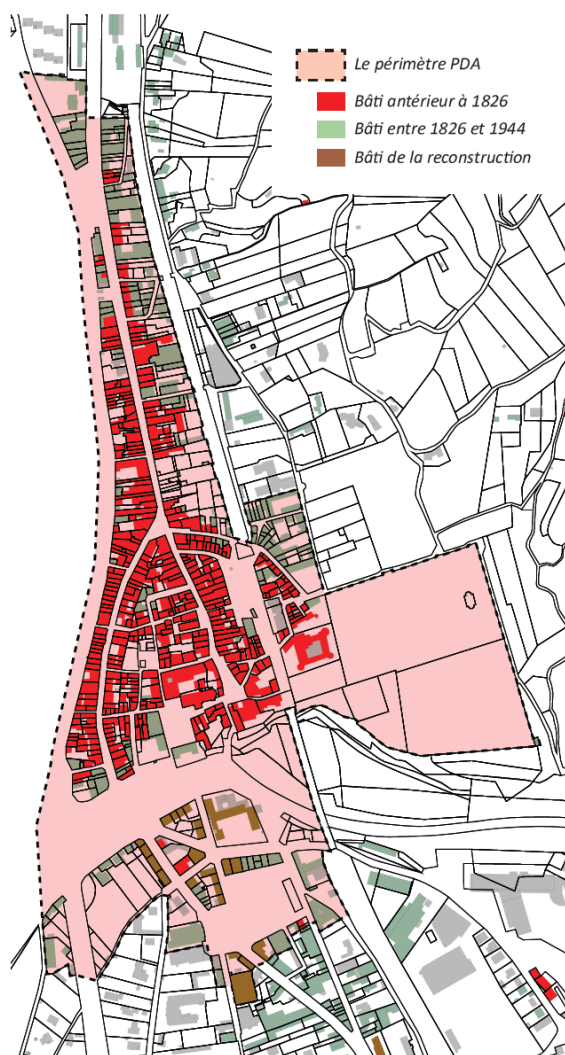 Le périmètre PDA
Bâti antérieur à 1826
Bâti entre 1826 et 1944
Bâti de la reconstruction